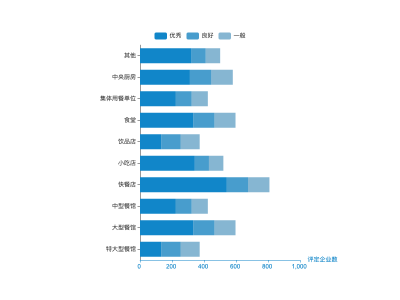 优秀 良好 一般
其他
中央厨房
集体用餐单位
食堂
饮品店
小吃店
快餐店
中型餐馆
大型餐馆
特大型餐馆
0 200 400 600 800 1,000
评定企业数